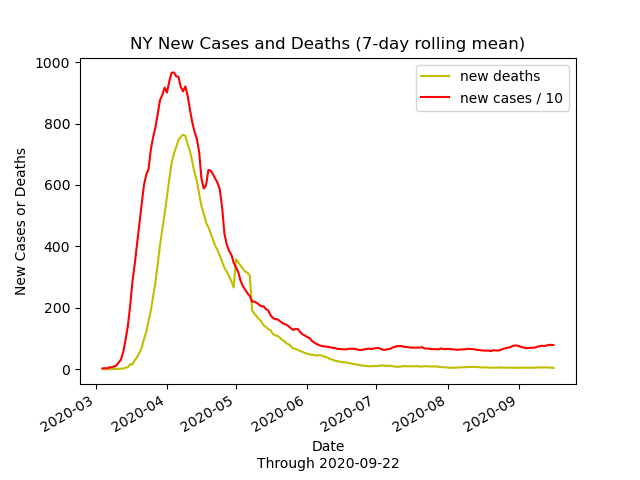 NY New Cases and Deaths (7-day rolling mean)
new deaths
new cases / 10
1000
800
600
400
200
0
New Cases or Deaths
2020-03
2020-04
2020-05
2020-06
2020-07
2020-08
2020-09
Date
Through 2020-09-22